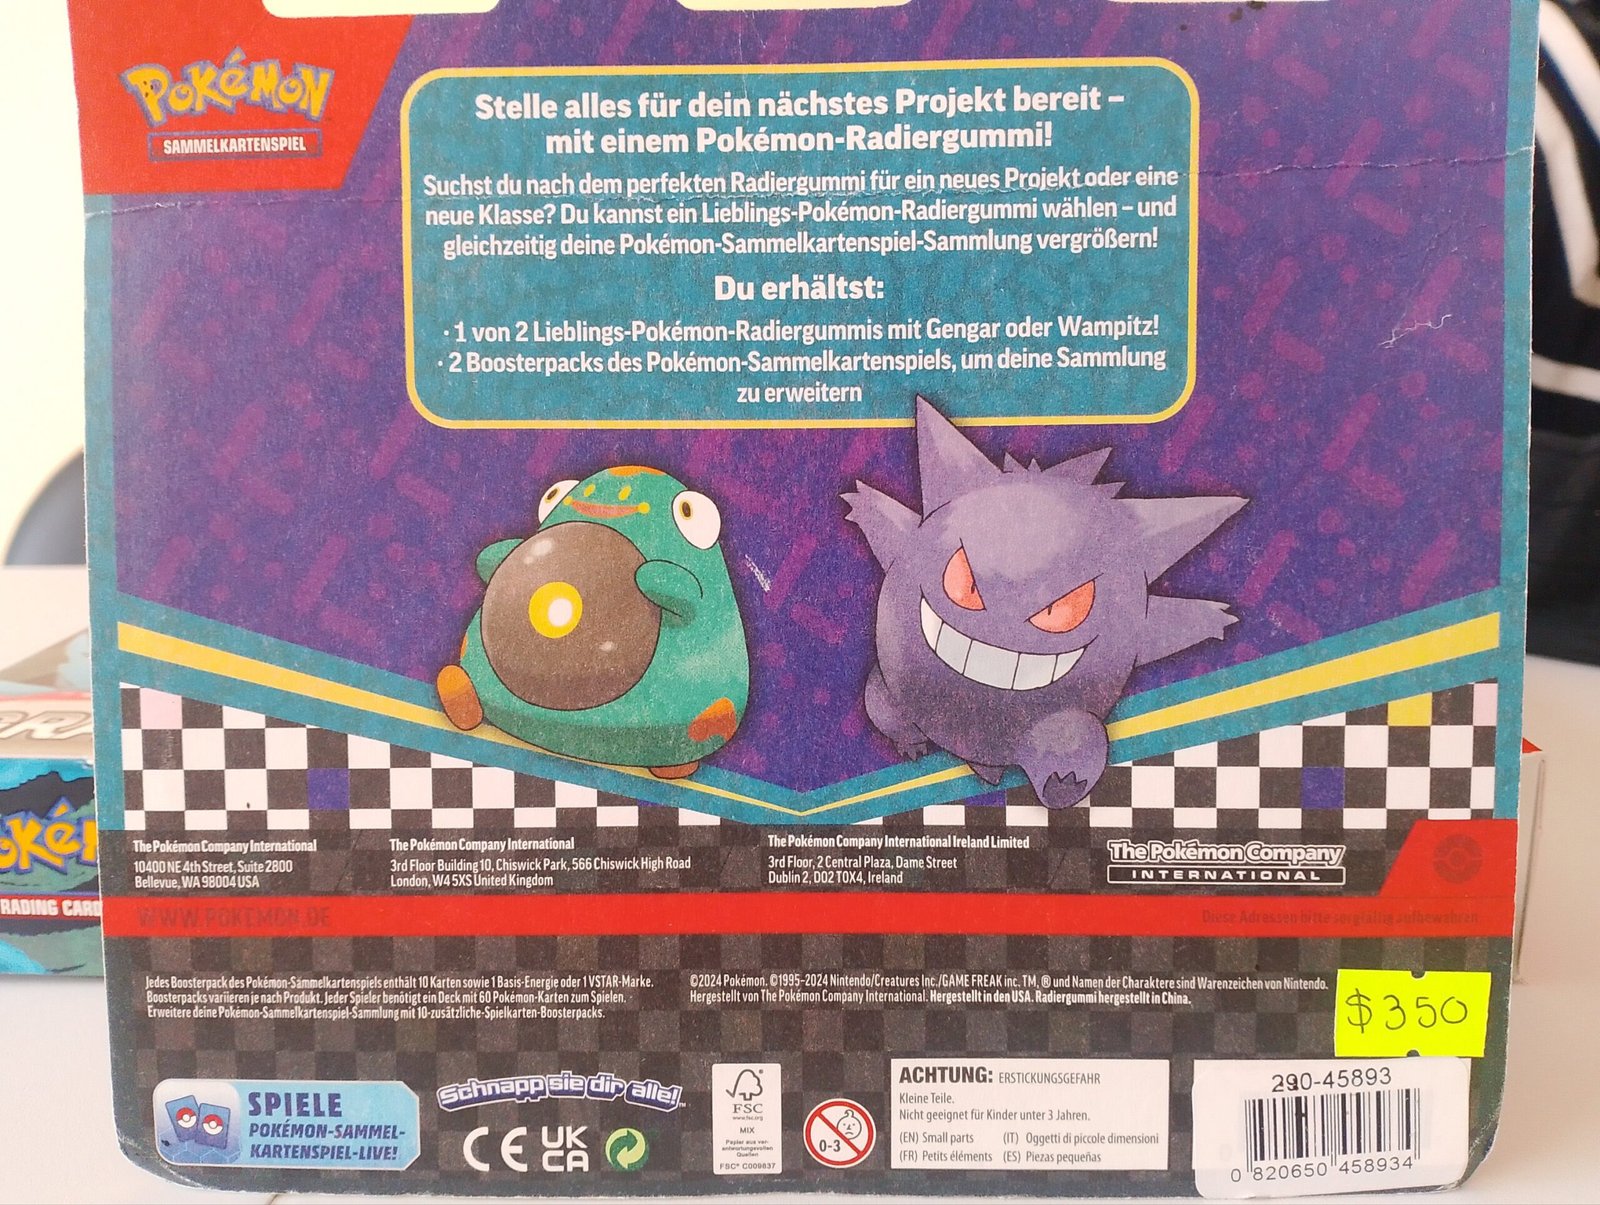 POKéMON
SAMMELKARTENSPIEL
Stelle alles für dein nächstes Projekt bereit –
mit einem Pokémon-Radiergummi!
Suchst du nach dem perfekten Radiergummi für ein neues Projekt oder eine
neue Klasse? Du kannst ein Lieblings-Pokémon-Radiergummi wählen – und
gleichzeitig deine Pokémon-Sammelkartenspiel-Sammlung vergrößern!
Du erhältst:
· 1 von 2 Lieblings-Pokémon-Radiergummis mit Gengar oder Wampitz!
· 2 Boosterpacks des Pokémon-Sammelkartenspiels, um deine Sammlung
zu erweitern
The Pokémon Company International
10400 NE 4th Street, Suite 2800
Bellevue, WA 98004 USA
The Pokémon Company International
3rd Floor Building 10, Chiswick Park, 566 Chiswick High Road
London, W4 5XS United Kingdom
The Pokémon Company International Ireland Limited
3rd Floor, 2 Central Plaza, Dame Street
Dublin 2, D02 T0X4, Ireland
The Pokémon Company
INTERNATIONAL
WWW.POKEMON.DE
Diese Adressen bitte sorgfältig aufbewahren.
RADING CARD
Jedes Boosterpack des Pokémon-Sammelkartenspiels enthält 10 Karten sowie 1 Basis-Energie oder 1 VSTAR-Marke.
Boosterpacks variieren je nach Produkt. Jeder Spieler benötigt ein Deck mit 60 Pokémon-Karten zum Spielen.
Erweitere deine Pokémon-Sammelkartenspiel-Sammlung mit 10-zusätzliche-Spielkarten-Boosterpacks.
©2024 Pokémon. ©1995-2024 Nintendo/Creatures Inc./GAME FREAK inc. TM, ® und Namen der Charaktere sind Warenzeichen von Nintendo.
Hergestellt von The Pokémon Company International. Hergestellt in den USA. Radiergummi hergestellt in China.
$350
SPIELE
POKÉMON-SAMMEL-
KARTENSPIEL-LIVE!
Schnapp sie dir alle!™
CE
UK
CA
FSC
www.fsc.org
MIX
Papier aus ver-
antwortungsvollen
Quellen
FSC® C009837
0-3
ACHTUNG: ERSTICKUNGSGEFAHR
Kleine Teile.
Nicht geeignet für Kinder unter 3 Jahren.
(EN) Small parts (IT) Oggetti di piccole dimensioni
(FR) Petits éléments (ES) Piezas pequeñas
290-45893
0 820650 458934